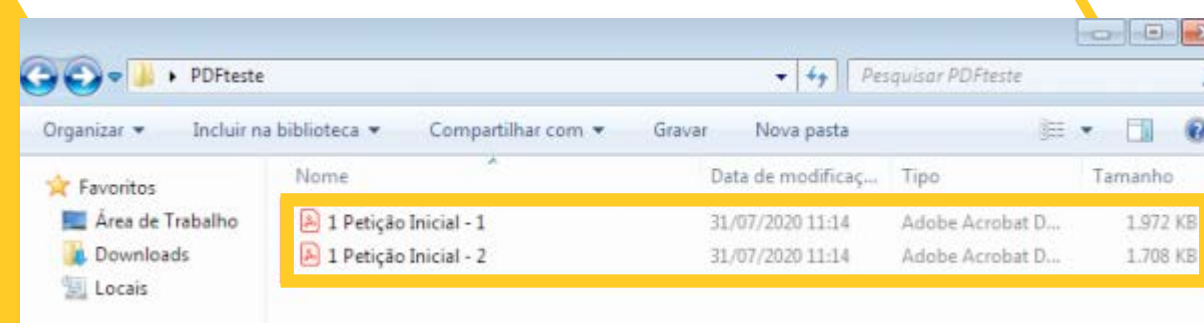 PDFteste
Pesquisar PDFteste
Organizar Incluir na biblioteca Compartilhar com Gravar Nova pasta
Favoritos
Área de Trabalho
Downloads
Locais
Nome Data de modificaç... Tipo Tamanho
1 Petição Inicial - 1 31/07/2020 11:14 Adobe Acrobat D... 1.972 KB
1 Petição Inicial - 2 31/07/2020 11:14 Adobe Acrobat D... 1.708 KB